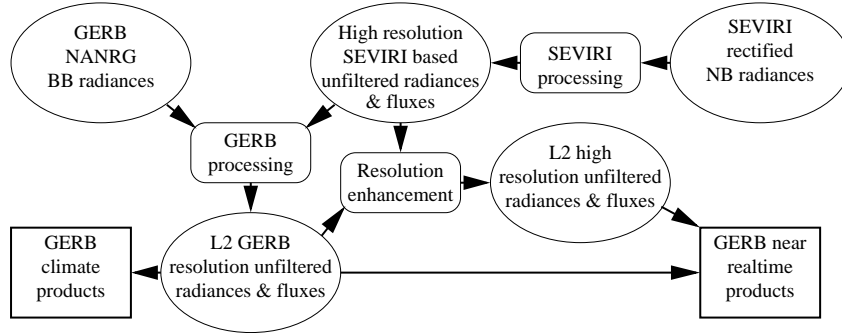 GERB
NANRG
BB radiances
High resolution
SEVIRI based
unfiltered radiances
& fluxes
SEVIRI
processing
SEVIRI
rectified
NB radiances
GERB
processing
Resolution
enhancement
L2 high
resolution unfiltered
radiances & fluxes
GERB
climate
products
L2 GERB
resolution unfiltered
radiances & fluxes
GERB near
realtime
products